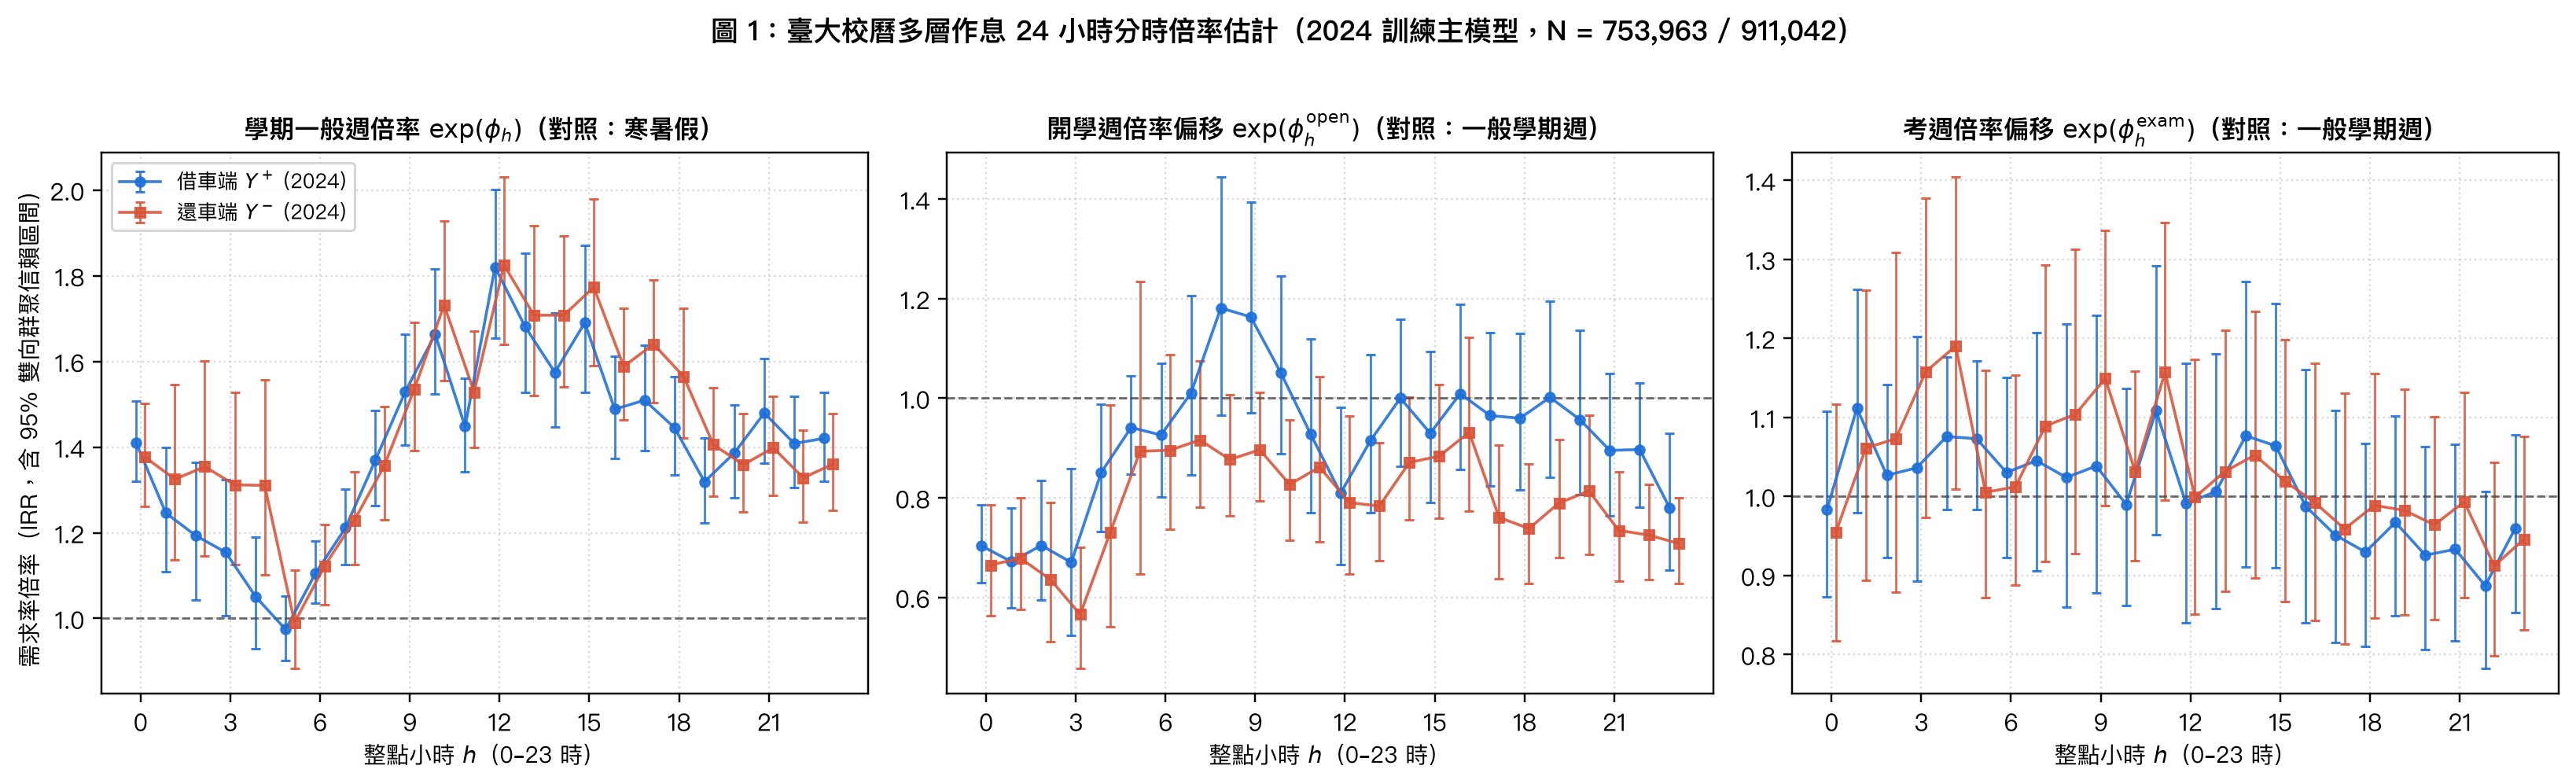 圖 1：臺大校曆多層作息 24 小時分時倍率估計（2024 訓練主模型，N = 753,963 / 911,042）
學期一般週倍率 exp(ϕ_h)（對照：寒暑假）
需求率倍率（IRR，含 95% 雙向群聚信賴區間）
借車端 Y⁺ (2024)
還車端 Y⁻ (2024)
2.0
1.8
1.6
1.4
1.2
1.0
0 3 6 9 12 15 18 21
整點小時 h（0–23 時）
開學週倍率偏移 exp(ϕ_h^open)（對照：一般學期週）
1.4
1.2
1.0
0.8
0.6
0 3 6 9 12 15 18 21
整點小時 h（0–23 時）
考週倍率偏移 exp(ϕ_h^exam)（對照：一般學期週）
1.4
1.3
1.2
1.1
1.0
0.9
0.8
0 3 6 9 12 15 18 21
整點小時 h（0–23 時）